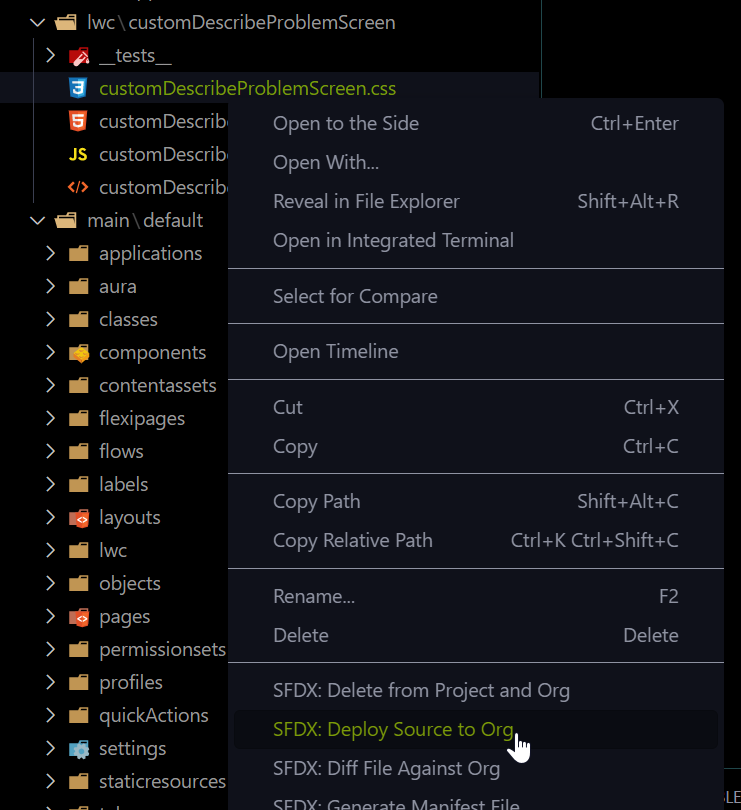 lwc\customDescribeProblemScreen
__tests__
customDescribeProblemScreen.css
customDescrib
JS customDescrib
customDescrib
main\default
applications
aura
classes
components
contentassets
flexipages
flows
labels
layouts
lwc
objects
pages
permissionsets
profiles
quickActions
settings
staticresources
Open to the Side Ctrl+Enter
Open With...
Reveal in File Explorer Shift+Alt+R
Open in Integrated Terminal
Select for Compare
Open Timeline
Cut Ctrl+X
Copy Ctrl+C
Copy Path Shift+Alt+C
Copy Relative Path Ctrl+K Ctrl+Shift+C
Rename... F2
Delete Delete
SFDX: Delete from Project and Org
SFDX: Deploy Source to Org
SFDX: Diff File Against Org
SFDX: Generate Manifest File